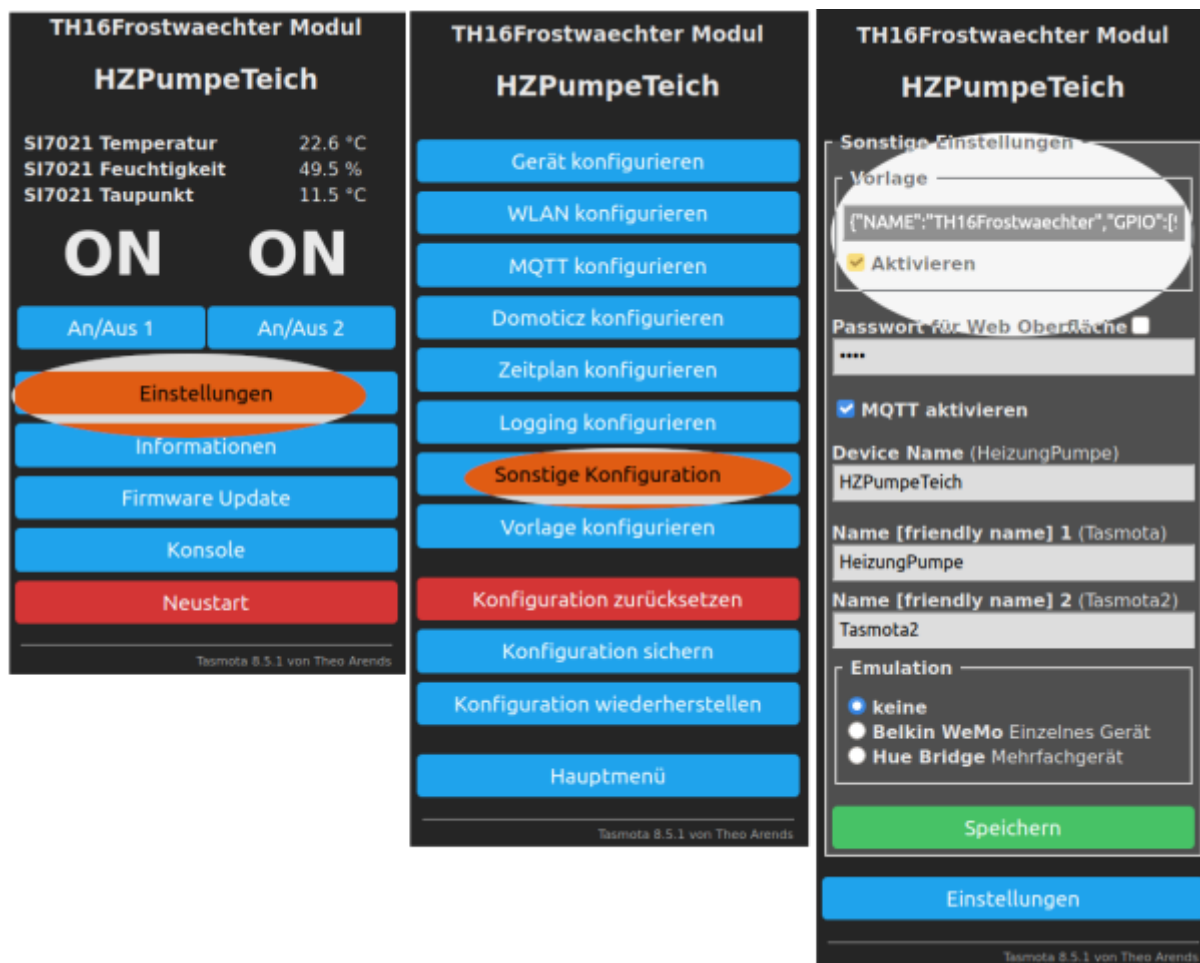 TH16Frostwaechter Modul
HZPumpeTeich
SI7021 Temperatur 22.6 °C
SI7021 Feuchtigkeit 49.5 %
SI7021 Taupunkt 11.5 °C
ON ON
An/Aus 1 An/Aus 2
Einstellungen
Informationen
Firmware Update
Konsole
Neustart
Tasmota 8.5.1 von Theo Arends
TH16Frostwaechter Modul
HZPumpeTeich
Gerät konfigurieren
WLAN konfigurieren
MQTT konfigurieren
Domoticz konfigurieren
Zeitplan konfigurieren
Logging konfigurieren
Sonstige Konfiguration
Vorlage konfigurieren
Konfiguration zurücksetzen
Konfiguration sichern
Konfiguration wiederherstellen
Hauptmenü
Tasmota 8.5.1 von Theo Arends
TH16Frostwaechter Modul
HZPumpeTeich
Sonstige Einstellungen
Vorlage
{"NAME":"TH16Frostwaechter","GPIO":[
Aktivieren
Passwort für Web Oberfläche
••••
MQTT aktivieren
Device Name (HeizungPumpe)
HZPumpeTeich
Name [friendly name] 1 (Tasmota)
HeizungPumpe
Name [friendly name] 2 (Tasmota2)
Tasmota2
Emulation
keine
Belkin WeMo Einzelnes Gerät
Hue Bridge Mehrfachgerät
Speichern
Einstellungen
Tasmota 8.5.1 von Theo Arends